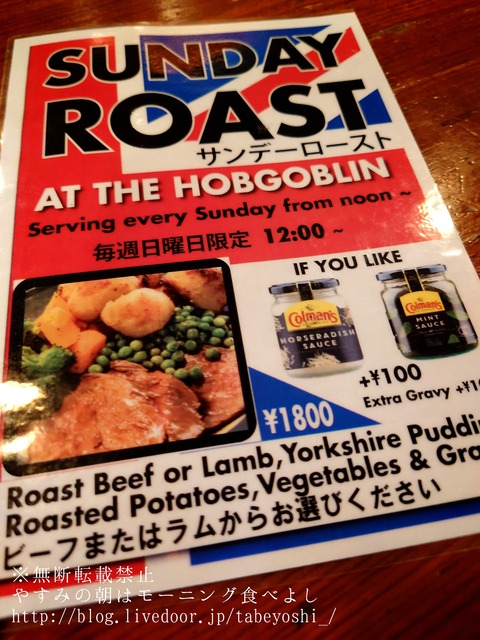 SUNDAY
ROAST
サンデーロースト
AT THE HOBGOBLIN
Serving every Sunday from noon ~
毎週日曜日限定 12:00 ~
IF YOU LIKE
Colman's
HORSERADISH
SAUCE
Colman's
MINT
SAUCE
+¥100
Extra Gravy
¥1800
Roast Beef or Lamb, Yorkshire
Roasted Potatoes, Vegetables &
ビーフまたはラムからお選びください
※無断転載禁止
やすみの朝はモーニング食べよし
http://blog.livedoor.jp/tabeyoshi_/